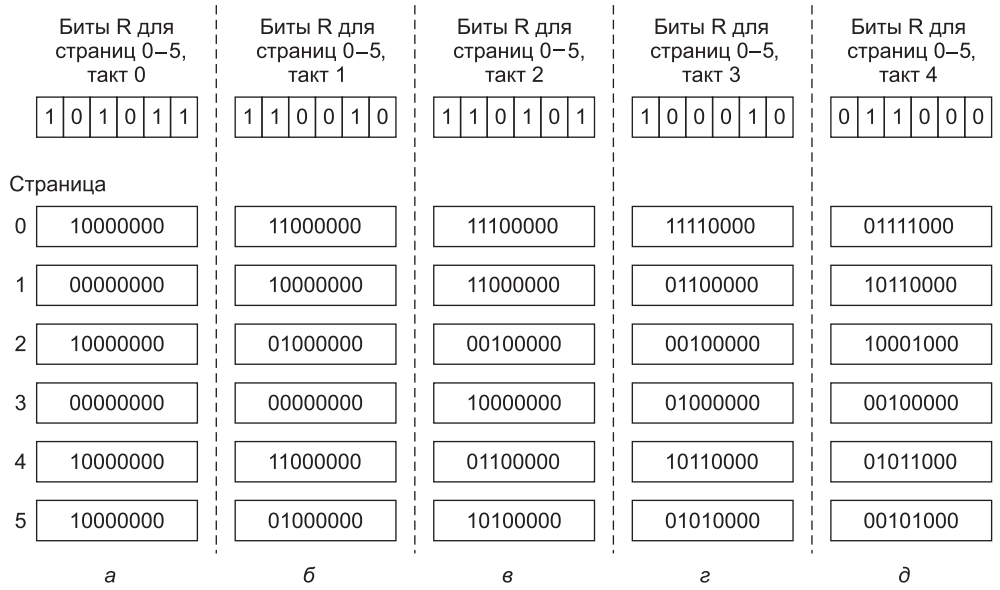 Биты R для Биты R для Биты R для Биты R для Биты R для
страниц 0–5, страниц 0–5, страниц 0–5, страниц 0–5, страниц 0–5,
такт 0 такт 1 такт 2 такт 3 такт 4
1 0 1 0 1 1 1 1 0 0 1 0 1 1 0 1 0 1 1 0 0 0 1 0 0 1 1 0 0 0
Страница
0 10000000 11000000 11100000 11110000 01111000
1 00000000 10000000 11000000 01100000 10110000
2 10000000 01000000 00100000 00100000 10001000
3 00000000 00000000 10000000 01000000 00100000
4 10000000 11000000 01100000 10110000 01011000
5 10000000 01000000 10100000 01010000 00101000
а б в г д